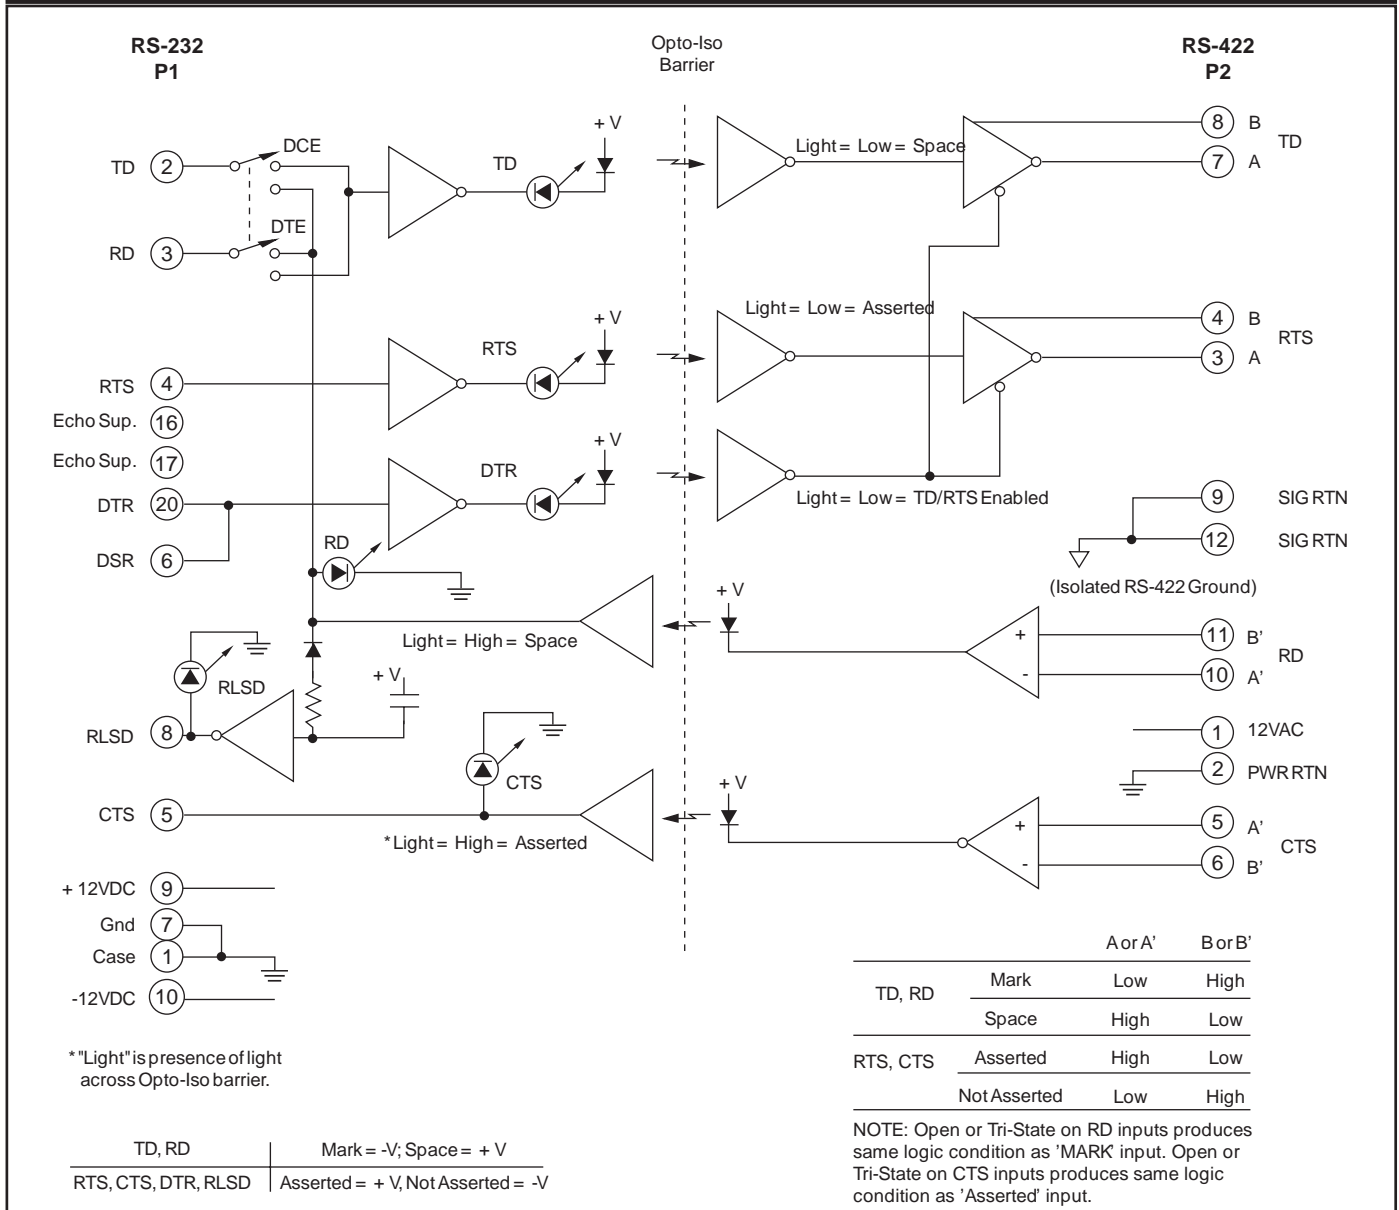 RS-232
P1
Opto-Iso
Barrier
RS-422
P2
TD 2
DCE
TD
+ V
Light = Low = Space
8 B
7 A
TD
RD 3
DTE
RTS 4
RTS
+ V
Light = Low = Asserted
4 B
3 A
RTS
Echo Sup. 16
Echo Sup. 17
DTR 20
DTR
+ V
Light = Low = TD/RTS Enabled
DSR 6
9 SIG RTN
12 SIG RTN
(Isolated RS-422 Ground)
RD
Light = High = Space
+ V
+
-
11 B'
10 A'
RD
RLSD
+ V
RLSD 8
1 12VAC
2 PWR RTN
CTS
CTS 5
*Light = High = Asserted
+ V
+
-
5 A'
6 B'
CTS
+ 12VDC 9
Gnd 7
Case 1
-12VDC 10
* "Light" is presence of light
across Opto-Iso barrier.
TD, RD Mark = -V; Space = + V
RTS, CTS, DTR, RLSD Asserted = + V, Not Asserted = -V
A or A' B or B'
TD, RD Mark Low High
Space High Low
RTS, CTS Asserted High Low
Not Asserted Low High
NOTE: Open or Tri-State on RD inputs produces
same logic condition as 'MARK' input. Open or
Tri-State on CTS inputs produces same logic
condition as 'Asserted' input.